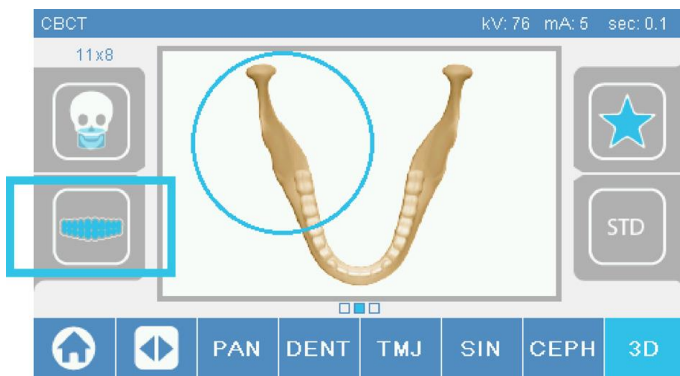 CBCT kV: 76 mA: 5 sec: 0.1
11x8
STD
PAN DENT TMJ SIN CEPH 3D